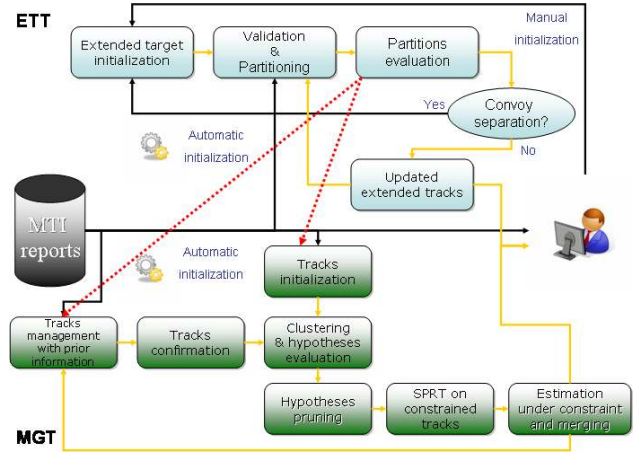 ETT
Manual
initialization
Extended target
initialization
Validation
&
Partitioning
Partitions
evaluation
Yes
Convoy
separation?
No
Automatic
initialization
Updated
extended tracks
MTI
reports
Automatic
initialization
Tracks
initialization
Tracks
management
with prior
information
Tracks
confirmation
Clustering
& hypotheses
evaluation
Hypotheses
pruning
SPRT on
constrained
tracks
Estimation
under constraint
and merging
MGT